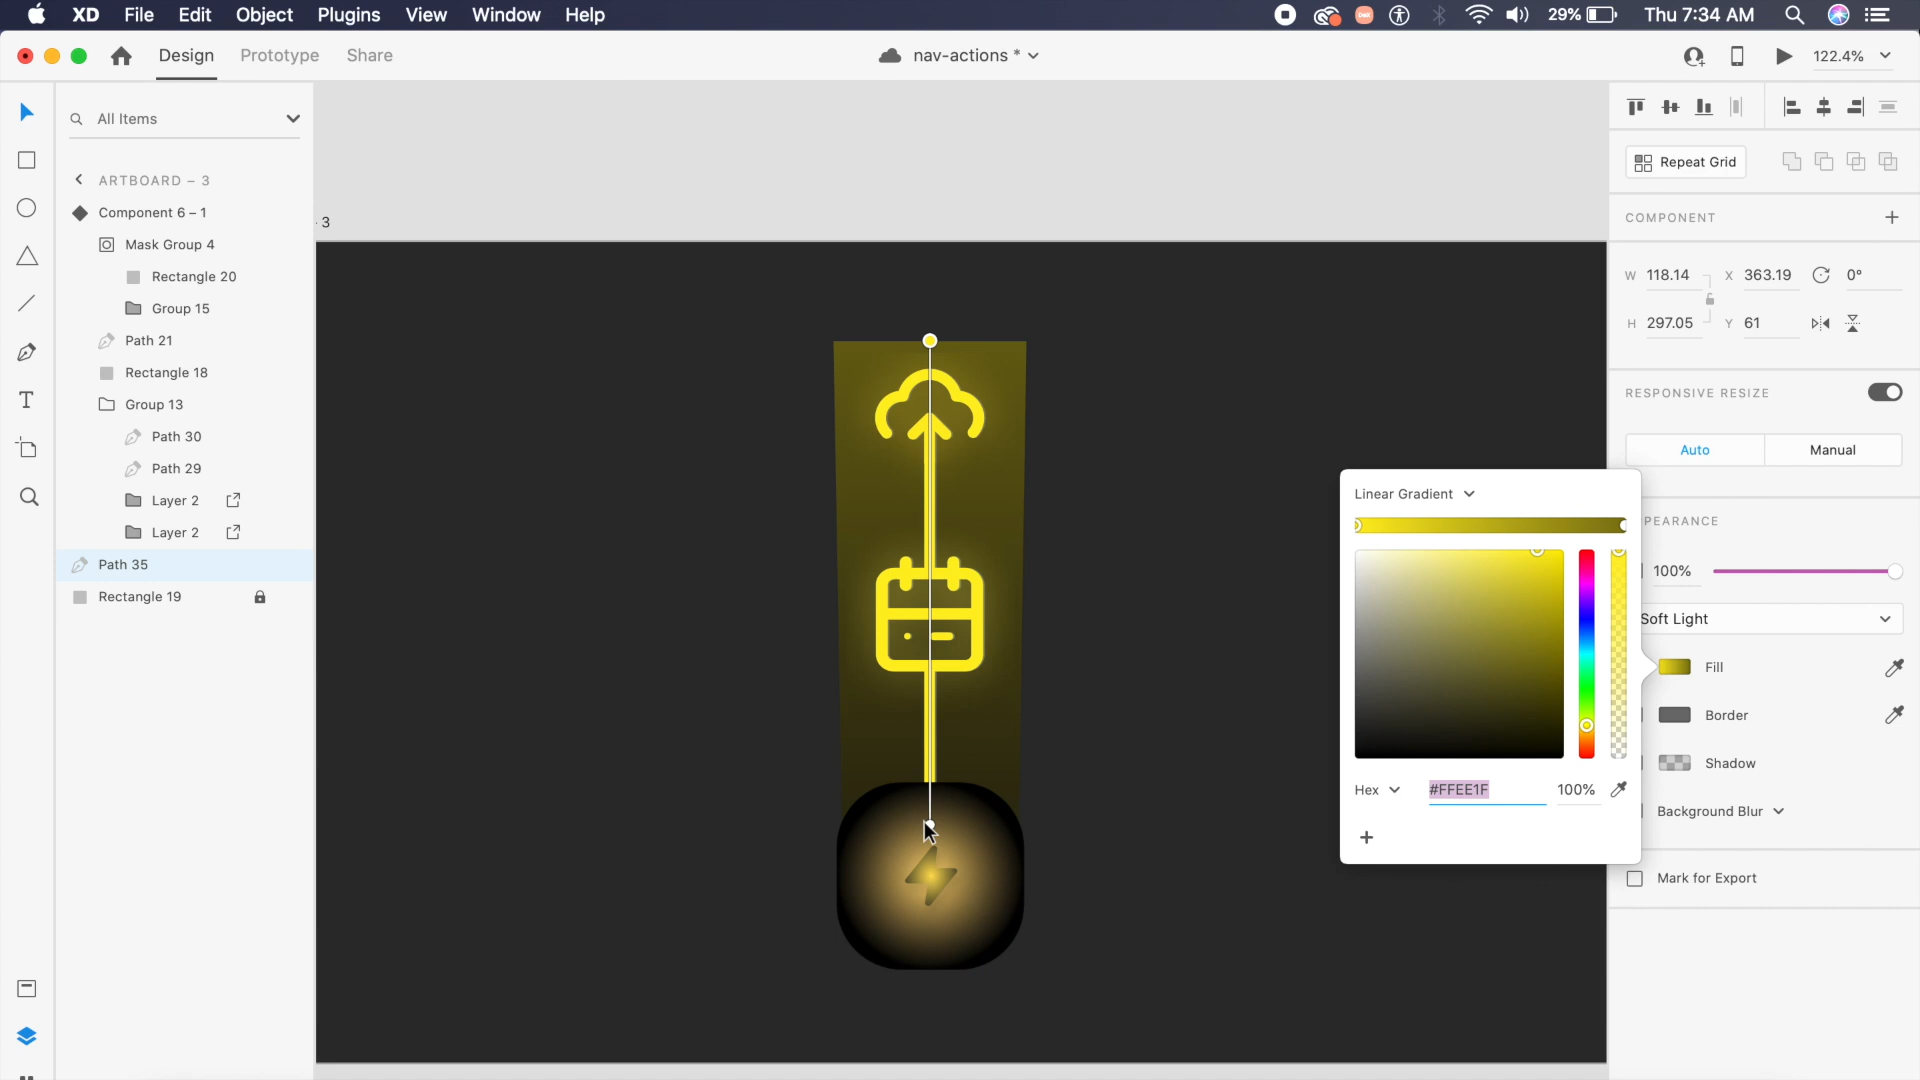 XD File Edit Object Plugins View Window Help
29% Thu 7:34 AM
Design Prototype Share
nav-actions *
122.4%
All Items
ARTBOARD – 3
Component 6 – 1
Mask Group 4
Rectangle 20
Group 15
Path 21
Rectangle 18
Group 13
Path 30
Path 29
Layer 2
Layer 2
Path 35
Rectangle 19
- 3
Repeat Grid
COMPONENT
W 118.14 X 363.19 0°
H 297.05 Y 61
RESPONSIVE RESIZE
Auto Manual
Linear Gradient
PEARANCE
100%
Soft Light
Fill
Border
Shadow
Hex #FFEE1F 100%
Background Blur
Mark for Export